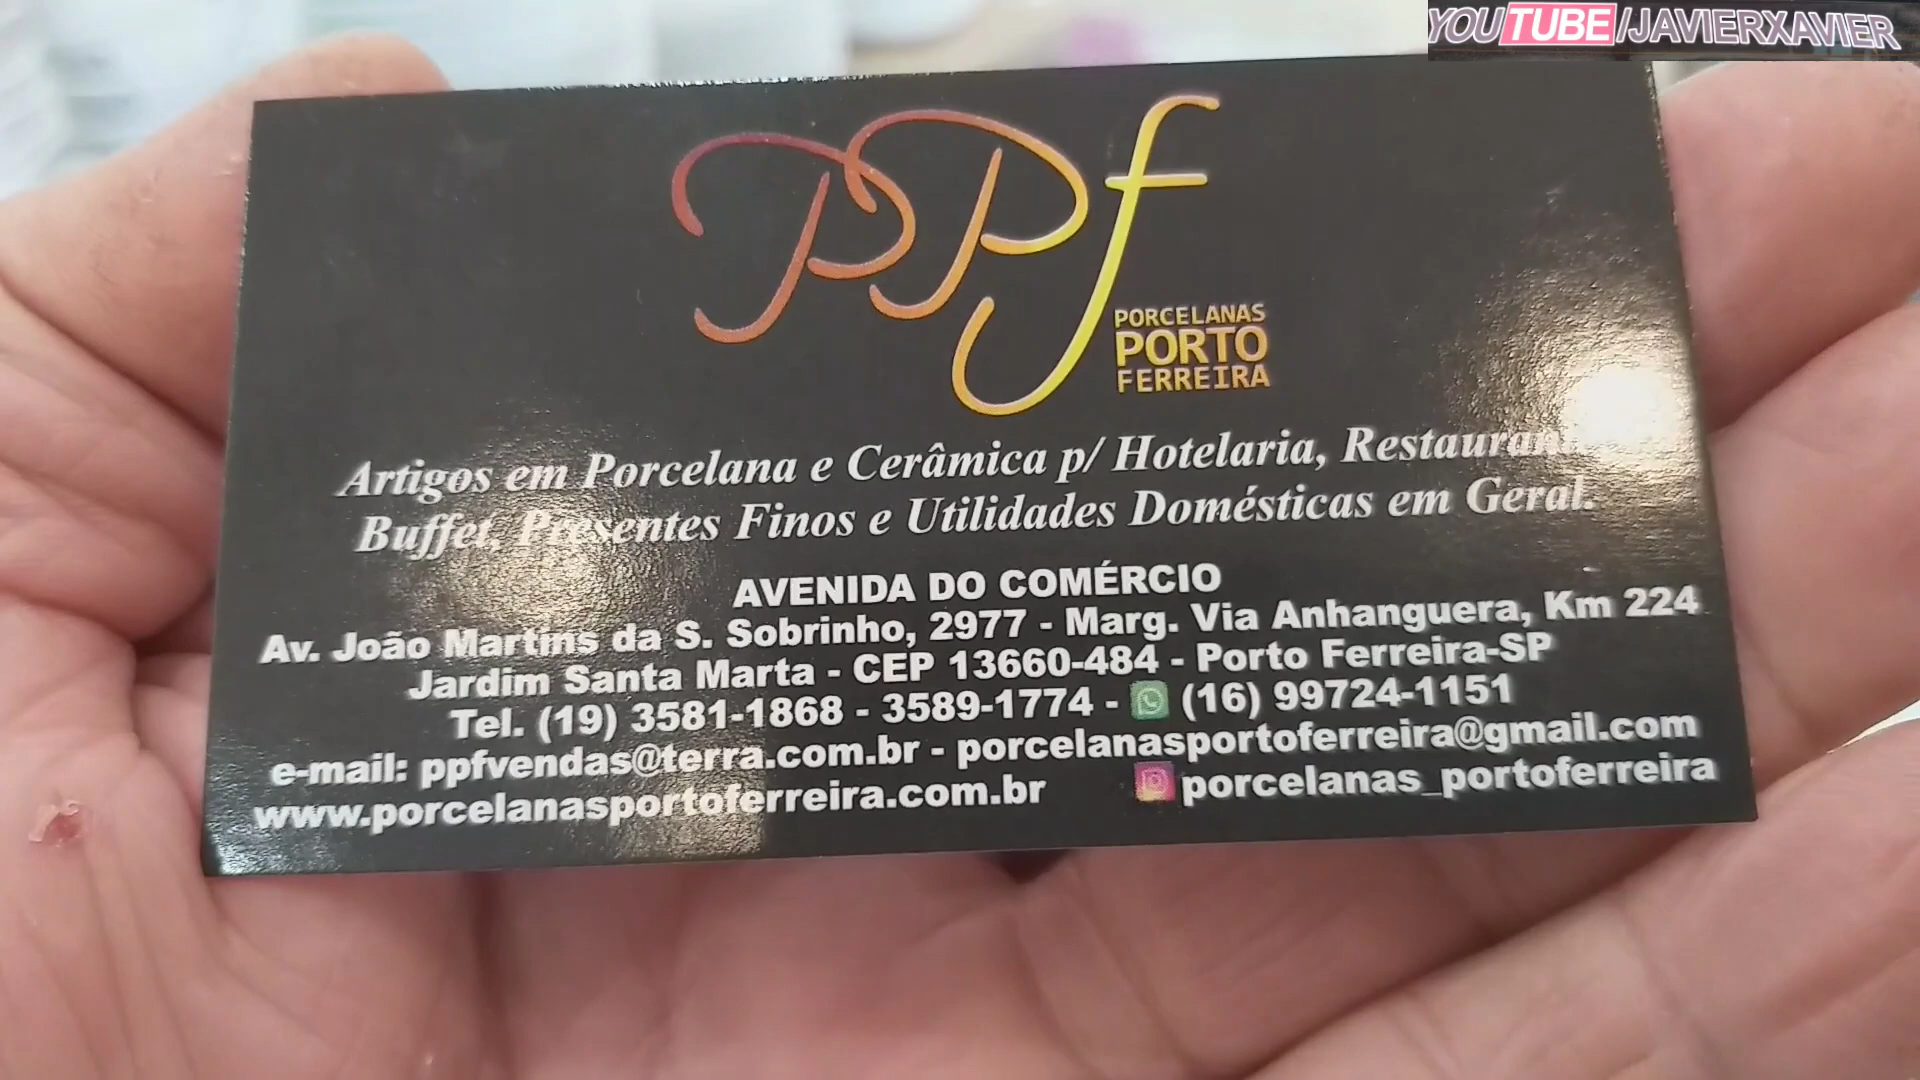 YOUTUBE/JAVIERXAVIER
PPf
PORCELANAS
PORTO
FERREIRA
Artigos em Porcelana e Cerâmica p/ Hotelaria,
Buffet, Presentes Finos e Utilidades Domésticas em Geral.
AVENIDA DO COMÉRCIO
Av. João Martins da S. Sobrinho, 2977 - Marg. Via Anhanguera, Km 224
Jardim Santa Marta - CEP 13660-484 - Porto Ferreira-SP
Tel. (19) 3581-1868 - 3589-1774 - (16) 99724-1151
e-mail: ppfvendas@terra.com.br - porcelanasportoferreira@gmail.com
www.porcelanasportoferreira.com.br porcelanas_portoferreira